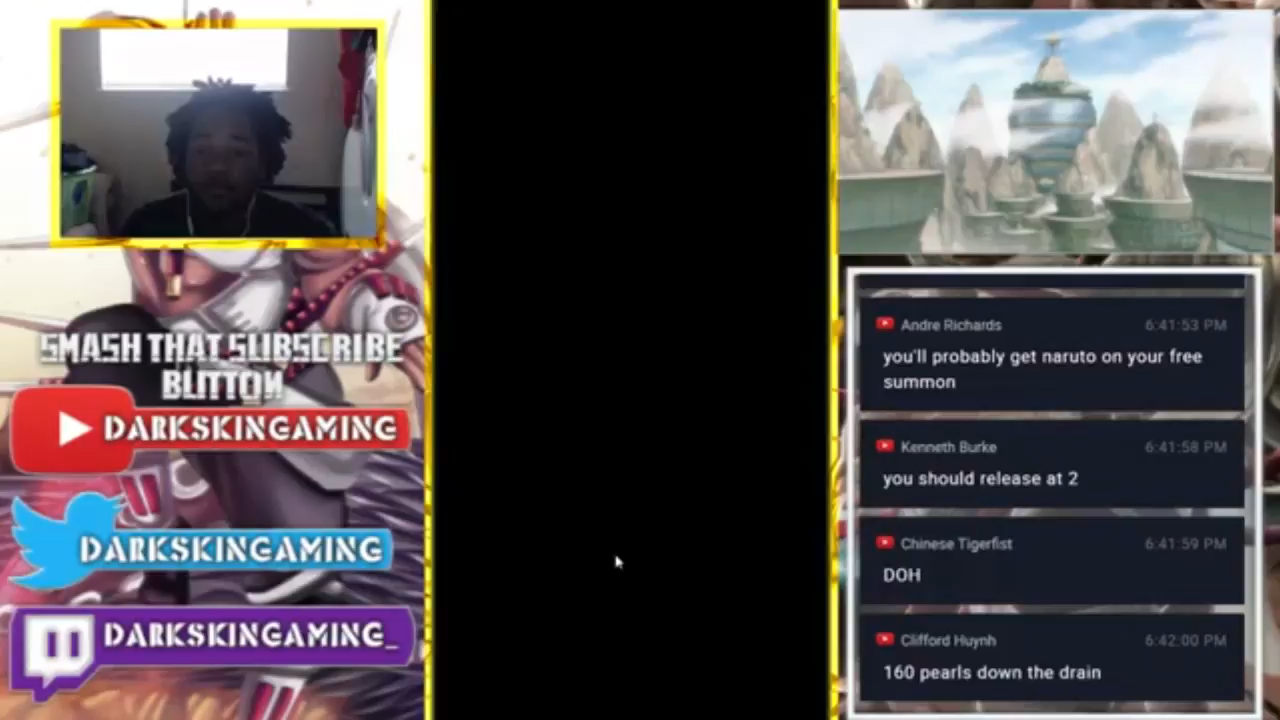 SMASH THAT SUBSCRIBE
BUTTON
DARKSKINGAMING
DARKSKINGAMING
DARKSKINGAMING_
Andre Richards 6:41:53 PM
you'll probably get naruto on your free
summon
Kenneth Burke 6:41:58 PM
you should release at 2
Chinese Tigerfist 6:41:59 PM
DOH
Clifford Huynh 6:42:00 PM
160 pearls down the drain